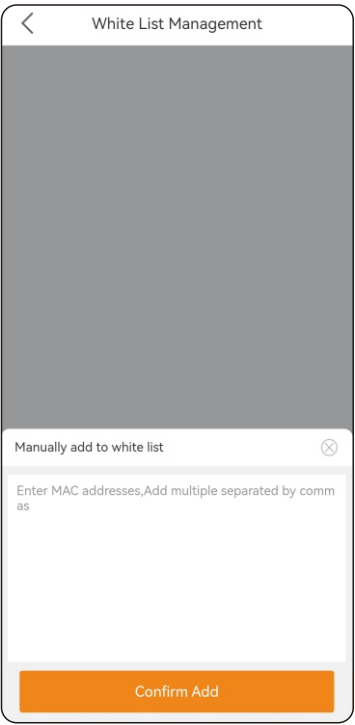 White List Management
Manually add to white list
Enter MAC addresses,Add multiple separated by comm
as
Confirm Add